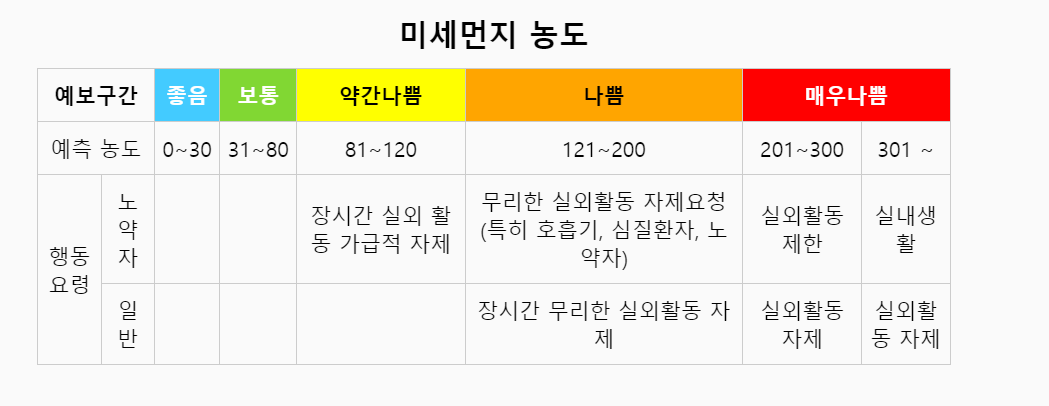 미세먼지 농도
예보구간 좋음 보통 약간나쁨 나쁨 매우나쁨
예측 농도 0~30 31~80 81~120 121~200 201~300 301 ~
행동
요령
노
약
자
장시간 실외 활
동 가급적 자제
무리한 실외활동 자제요청
(특히 호흡기, 심질환자, 노
약자)
실외활동
제한
실내생
활
일
반
장시간 무리한 실외활동 자
제
실외활동
자제
실외활
동 자제